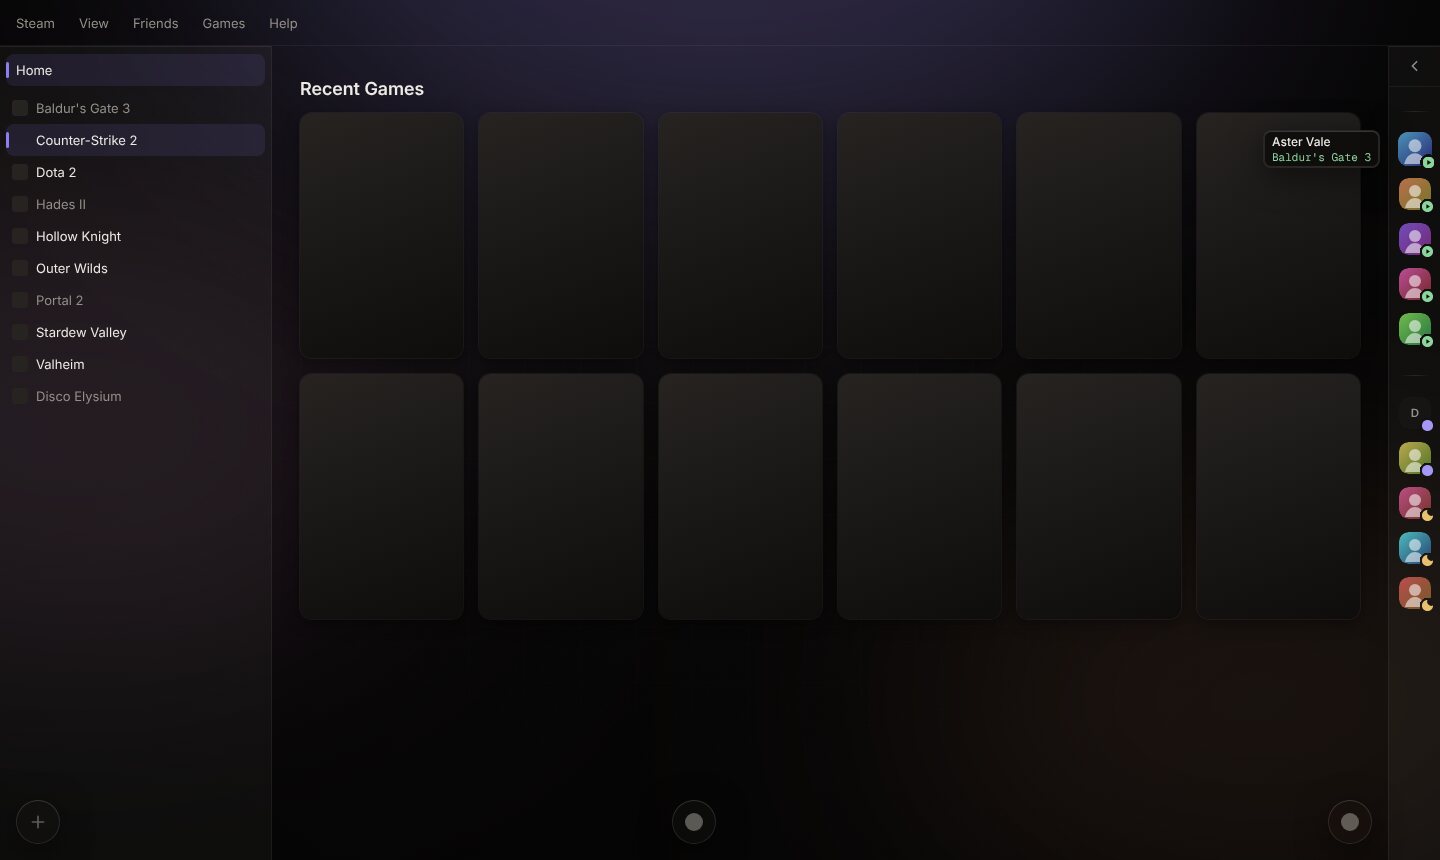 Steam View Friends Games Help
Home
Baldur's Gate 3
Counter-Strike 2
Dota 2
Hades II
Hollow Knight
Outer Wilds
Portal 2
Stardew Valley
Valheim
Disco Elysium
Recent Games
Aster Vale
Baldur's Gate 3
D